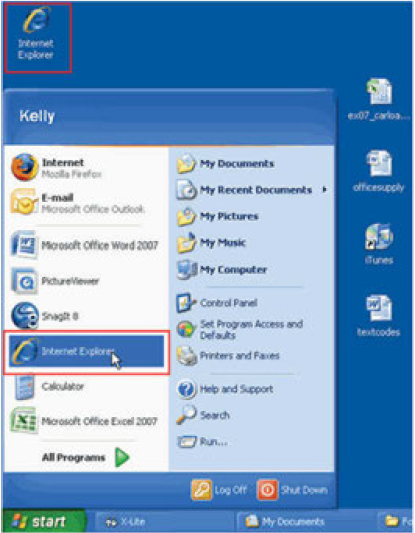 Internet
Explorer
Kelly
Internet
Mozilla Firefox
E-mail
Microsoft Office Outlook
Microsoft Office Word 2007
PictureViewer
SnagIt 8
Internet Explorer
Calculator
Microsoft Office Excel 2007
All Programs
My Documents
My Recent Documents
My Pictures
My Music
My Computer
Control Panel
Set Program Access and
Defaults
Printers and Faxes
Help and Support
Search
Run...
Log Off
Shut Down
ex07_carloa...
officesupply
iTunes
textcodes
start
X-Lite
My Documents
Fo